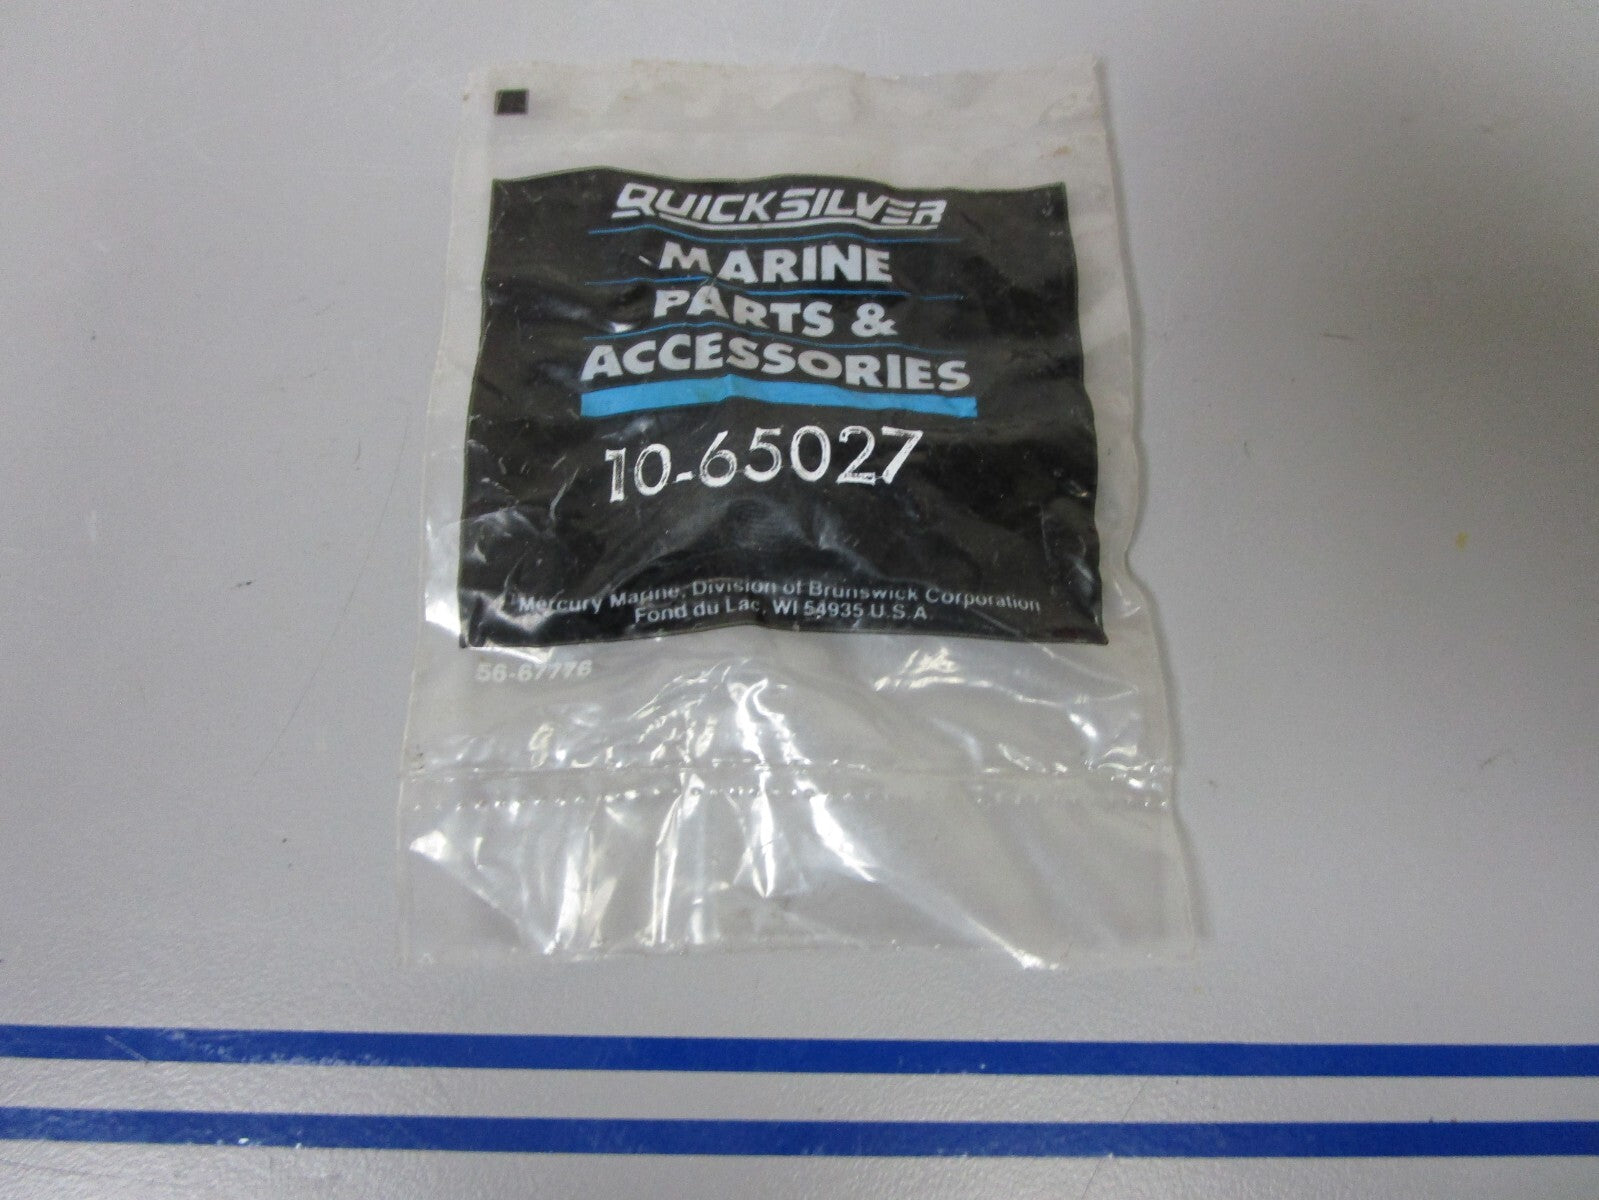 QUICKSILVER
MARINE
PARTS &
ACCESSORIES
10-65027
Mercury Marine, Division of Brunswick Corporation
Fond du Lac, WI 54935 U.S.A
56-67776